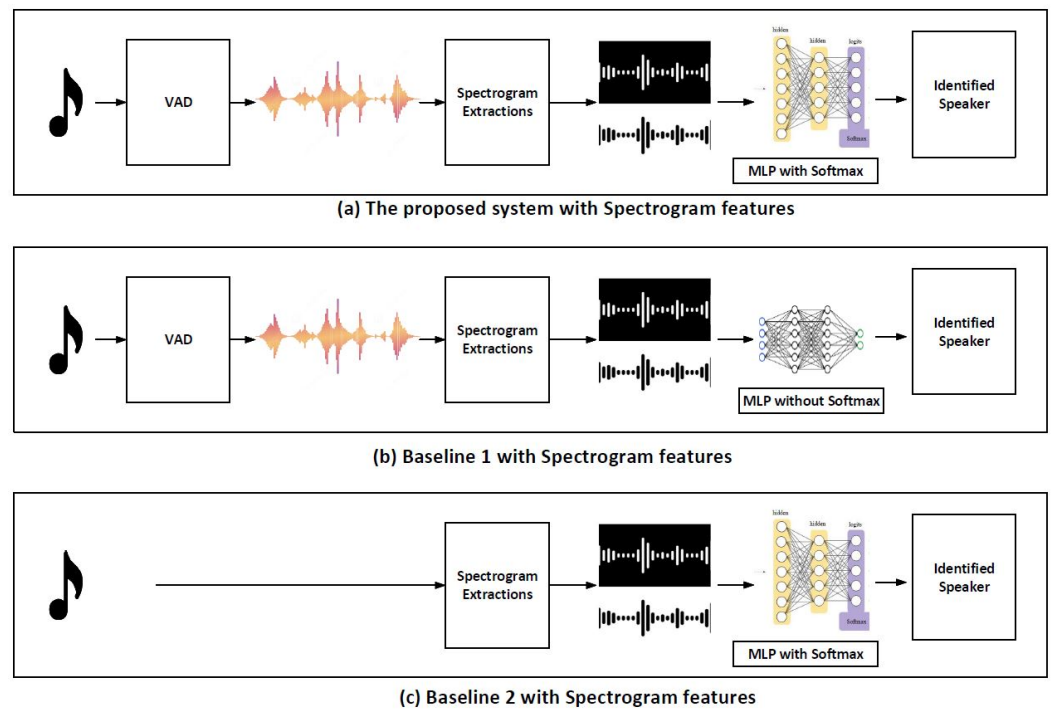 hidden
hidden
logits
VAD
Spectrogram
Extractions
Identified
Speaker
Softmax
MLP with Softmax
(a) The proposed system with Spectrogram features
VAD
Spectrogram
Extractions
Identified
Speaker
MLP without Softmax
(b) Baseline 1 with Spectrogram features
hidden
hidden
logits
Spectrogram
Extractions
Identified
Speaker
Softmax
MLP with Softmax
(c) Baseline 2 with Spectrogram features